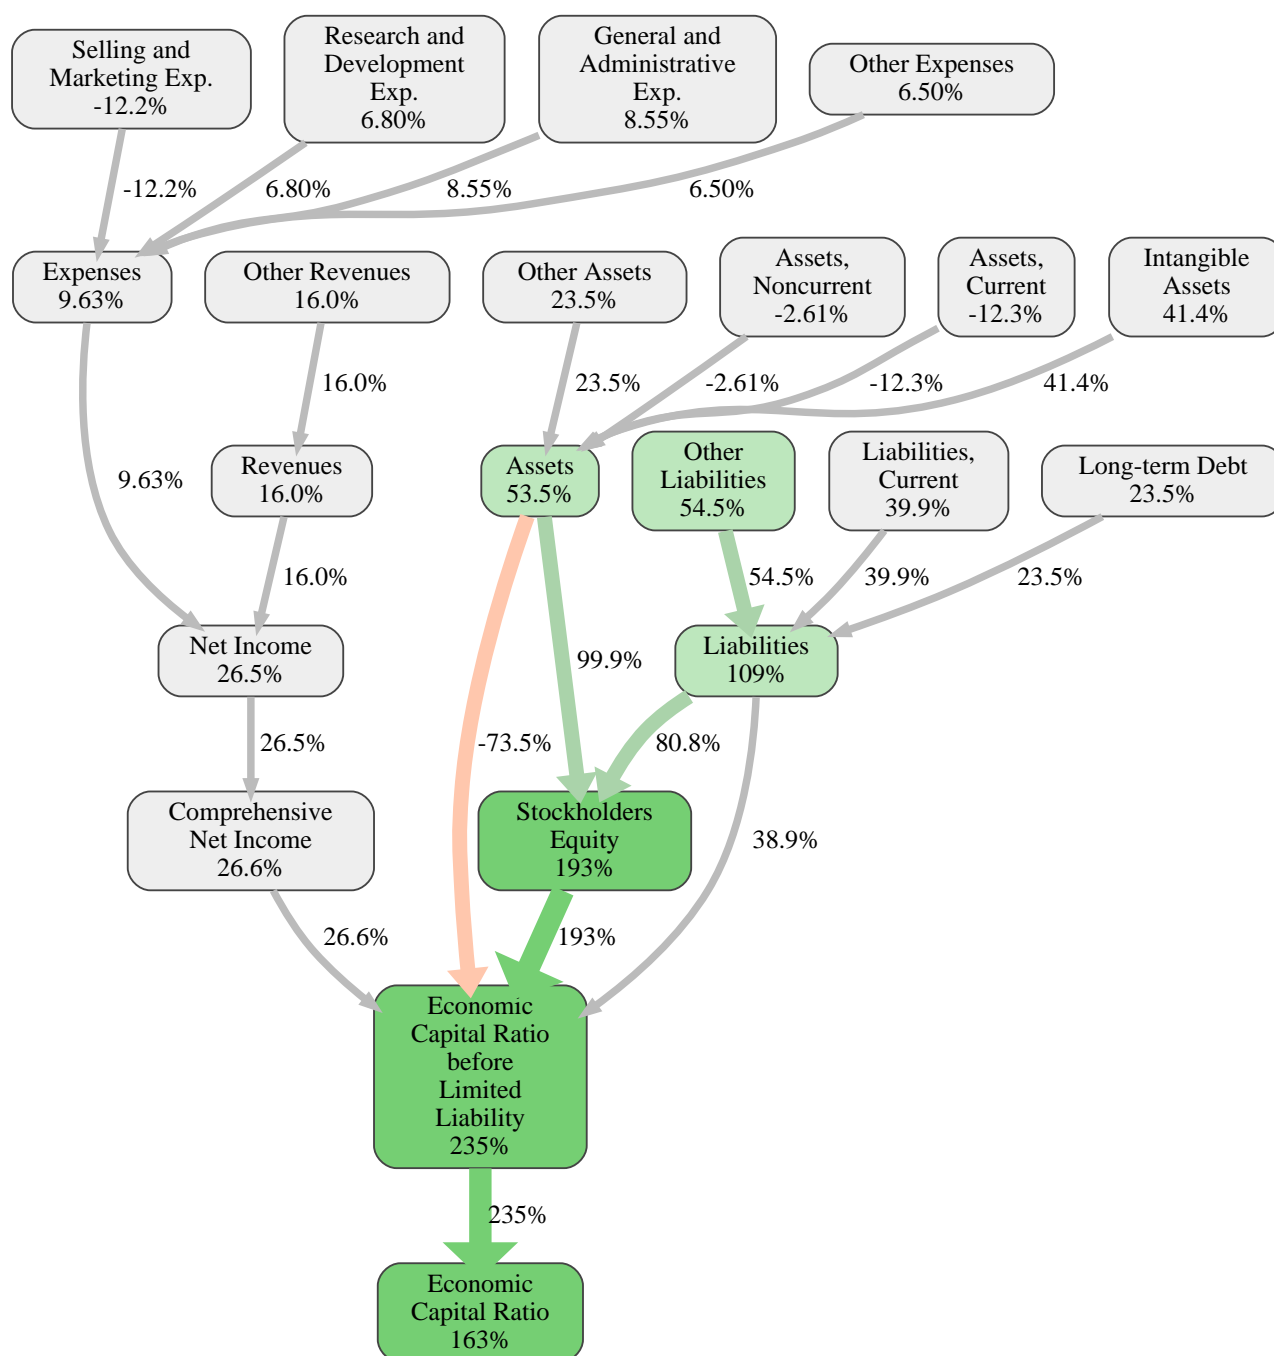 Selling and
Marketing Exp.
-12.2%
Research and
Development
Exp.
6.80%
General and
Administrative
Exp.
8.55%
Other Expenses
6.50%
-12.2%
6.80%
8.55%
6.50%
Expenses
9.63%
Other Revenues
16.0%
Other Assets
23.5%
Assets,
Noncurrent
-2.61%
Assets,
Current
-12.3%
Intangible
Assets
41.4%
16.0%
23.5%
-2.61%
-12.3%
41.4%
9.63%
Revenues
16.0%
Assets
53.5%
Other
Liabilities
54.5%
Liabilities,
Current
39.9%
Long-term Debt
23.5%
16.0%
54.5%
39.9%
23.5%
Net Income
26.5%
99.9%
Liabilities
109%
26.5%
-73.5%
80.8%
Comprehensive
Net Income
26.6%
Stockholders
Equity
193%
38.9%
26.6%
193%
Economic
Capital Ratio
before
Limited
Liability
235%
235%
Economic
Capital Ratio
163%